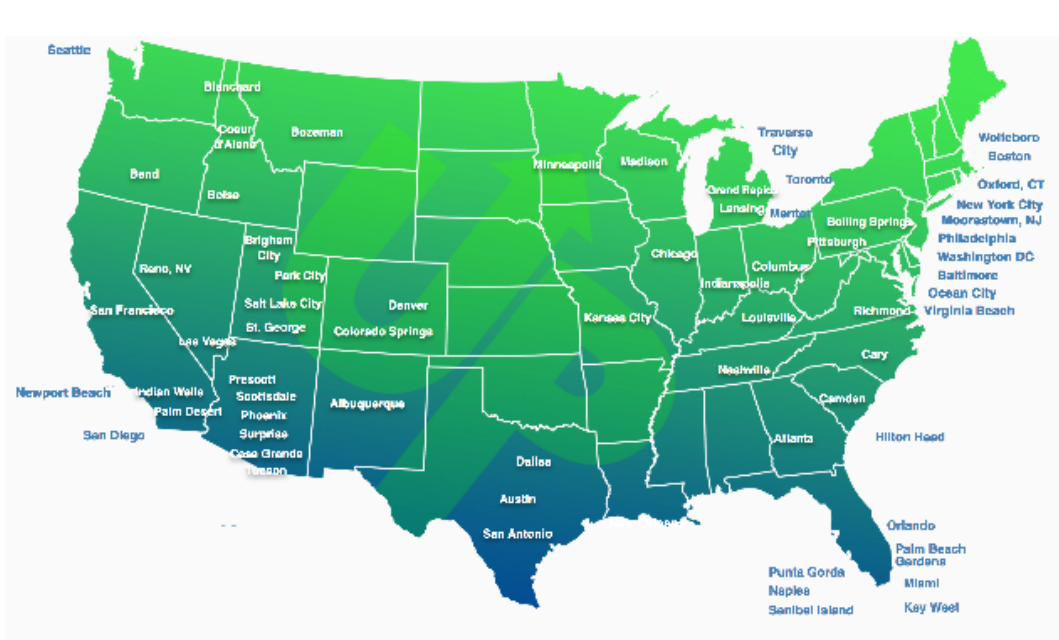 Seattle
Blanchard
Coeur
d'Alene
Bozeman
Bend
Boise
Minneapolis
Madison
Traverse
City
Toronto
Grand Rapids
Lansing
Mentor
Wolfeboro
Boston
Oxford, CT
New York City
Moorestown, NJ
Philadelphia
Washington DC
Baltimore
Ocean City
Virginia Beach
Boiling Springs
Pittsburgh
Brigham
City
Reno, NV
Park City
Salt Lake City
St. George
San Francisco
Las Vegas
Denver
Colorado Springs
Chicago
Columbus
Indianapolis
Kansas City
Louisville
Richmond
Nashville
Cary
Camden
Atlanta
Hilton Head
Newport Beach
Indian Wells
Palm Desert
San Diego
Prescott
Scottsdale
Phoenix
Surprise
Casa Grande
Tucson
Albuquerque
Dallas
Austin
San Antonio
Orlando
Palm Beach
Gardens
Miami
Key West
Punta Gorda
Naples
Sanibel Island